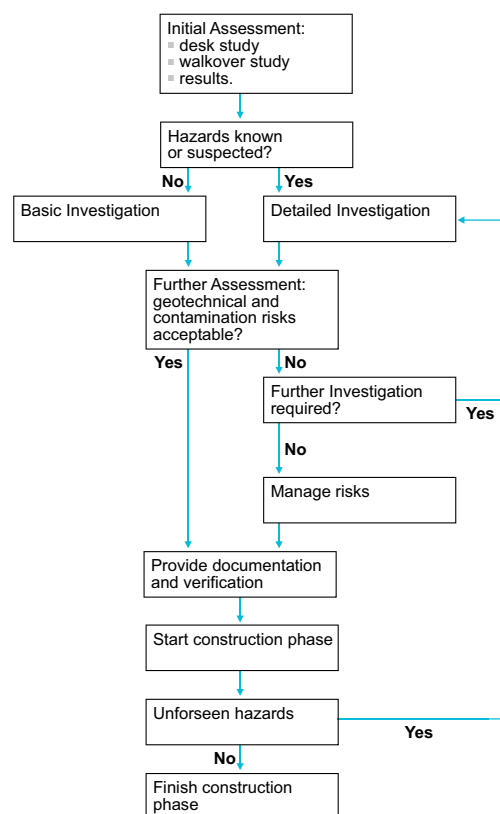 Initial Assessment:
▪ desk study
▪ walkover study
▪ results.
Hazards known
or suspected?
No
Yes
Basic Investigation
Detailed Investigation
Further Assessment:
geotechnical and
contamination risks
acceptable?
Yes
No
Further Investigation
required?
Yes
No
Manage risks
Provide documentation
and verification
Start construction phase
Unforseen hazards
Yes
No
Finish construction
phase